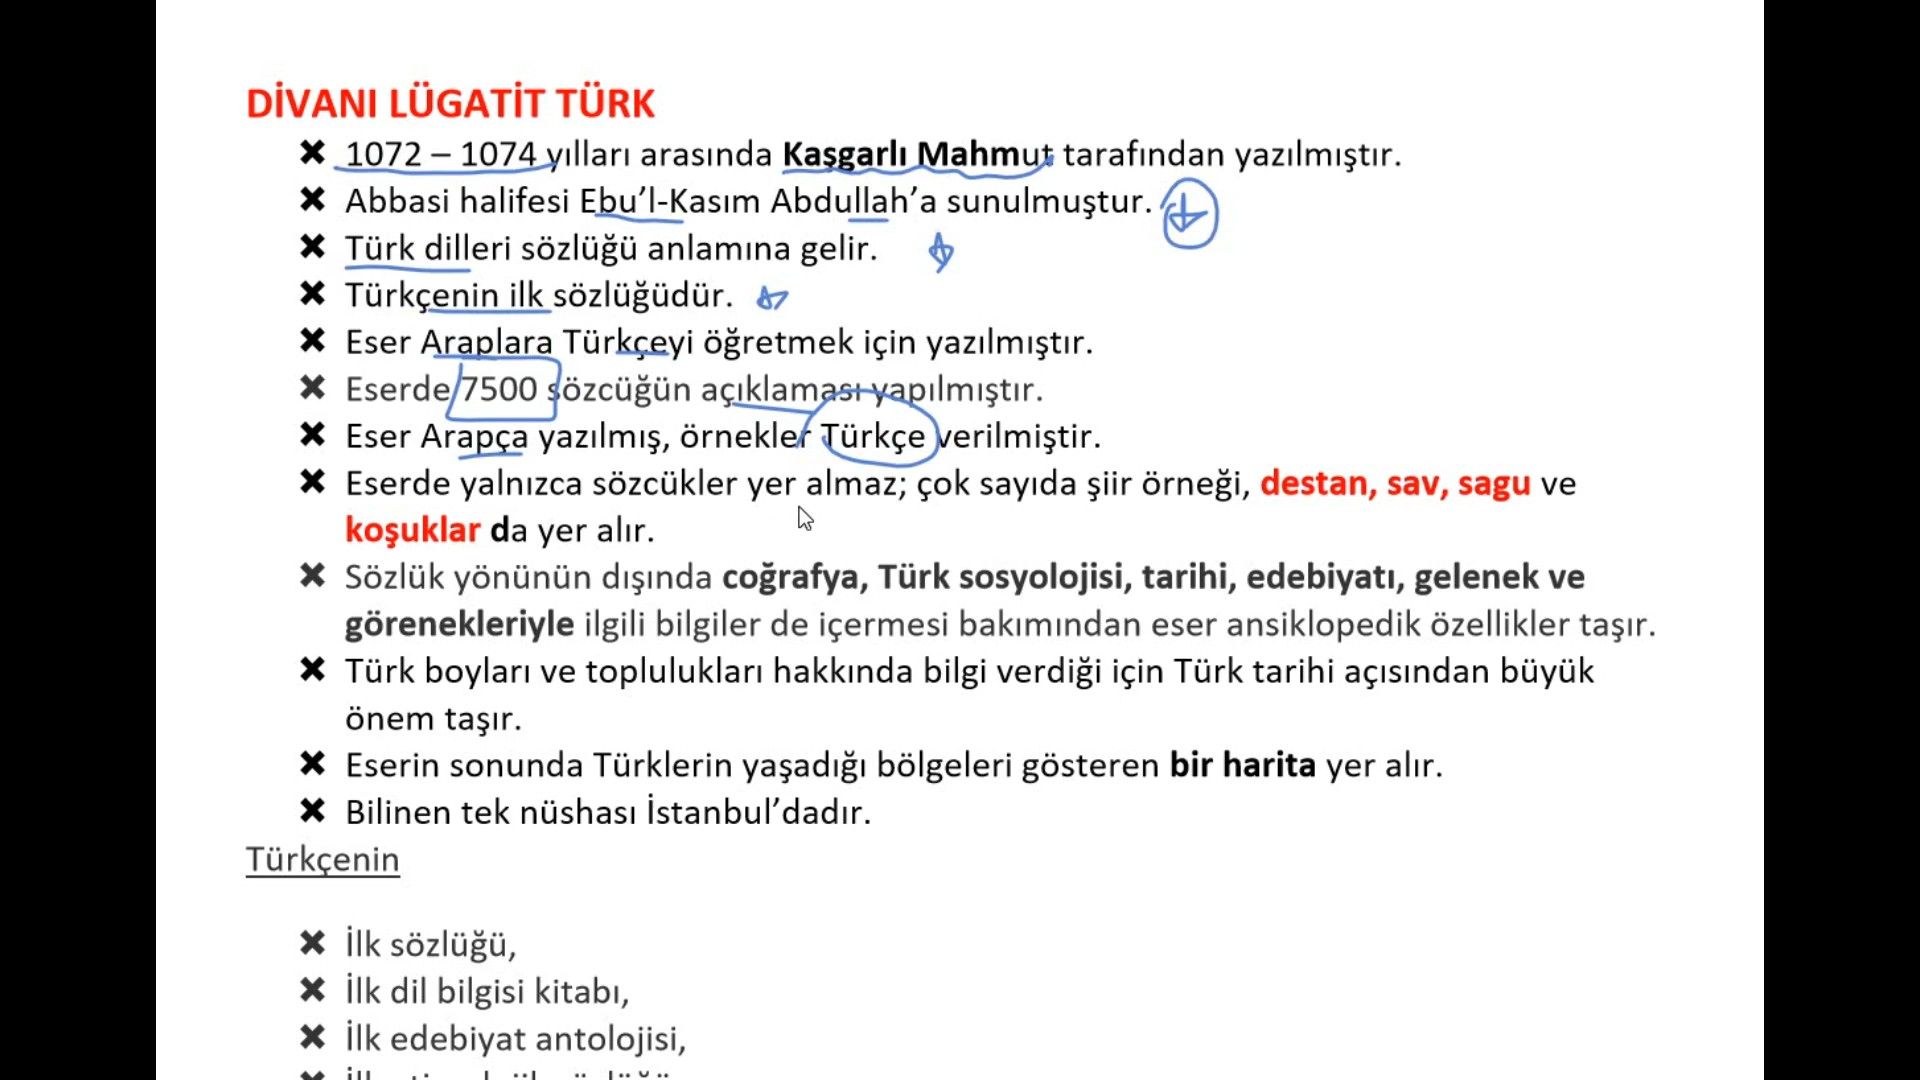 DİVANI LÜGATİT TÜRK
✖ 1072 – 1074 yılları arasında Kaşgarlı Mahmut tarafından yazılmıştır.
✖ Abbasi halifesi Ebu’l-Kasım Abdullah’a sunulmuştur.
✖ Türk dilleri sözlüğü anlamına gelir.
✖ Türkçenin ilk sözlüğüdür.
✖ Eser Araplara Türkçeyi öğretmek için yazılmıştır.
✖ Eserde 7500 sözcüğün açıklaması yapılmıştır.
✖ Eser Arapça yazılmış, örnekler Türkçe verilmiştir.
✖ Eserde yalnızca sözcükler yer almaz; çok sayıda şiir örneği, destan, sav, sagu ve
koşuklar da yer alır.
✖ Sözlük yönünün dışında coğrafya, Türk sosyolojisi, tarihi, edebiyatı, gelenek ve
görenekleriyle ilgili bilgiler de içermesi bakımından eser ansiklopedik özellikler taşır.
✖ Türk boyları ve toplulukları hakkında bilgi verdiği için Türk tarihi açısından büyük
önem taşır.
✖ Eserin sonunda Türklerin yaşadığı bölgeleri gösteren bir harita yer alır.
✖ Bilinen tek nüshası İstanbul’dadır.
Türkçenin
✖ İlk sözlüğü,
✖ İlk dil bilgisi kitabı,
✖ İlk edebiyat antolojisi,